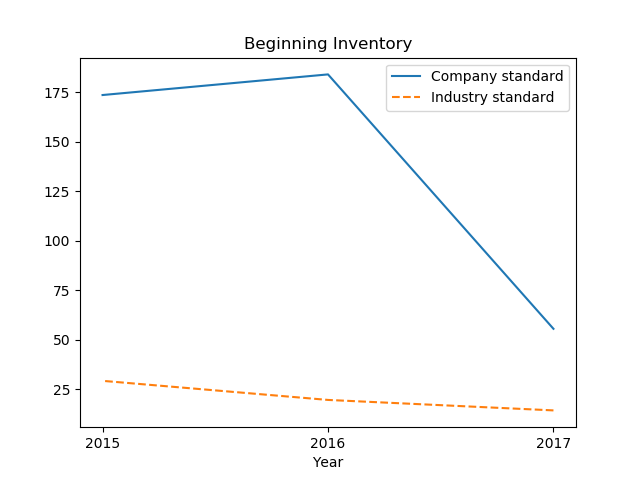 Beginning Inventory
Company standard
Industry standard
175
150
125
100
75
50
25
2015 2016 2017
Year